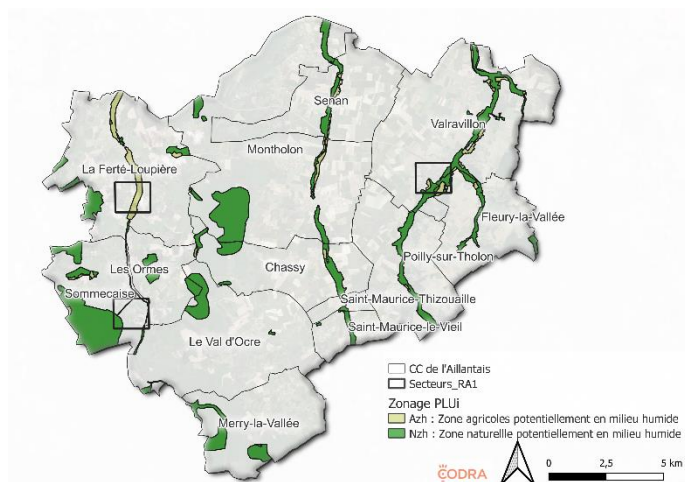 Senan
Valravillon
Montholon
La Ferté-Loupière
Fleury-la-Vallée
Poilly-sur-Tholon
Les Ormes
Chassy
Sommecaise
Saint-Maurice-Thizouaille
Saint-Maurice-le-Vieil
Le Val d'Ocre
Merry-la-Vallée
CC de l'Aillantais
Secteurs_RA1
Zonage PLUi
Azh : Zone agricoles potentiellement en milieu humide
Nzh : Zone naturellle potentiellement en milieu humide
CODRA
0 2,5 5 km